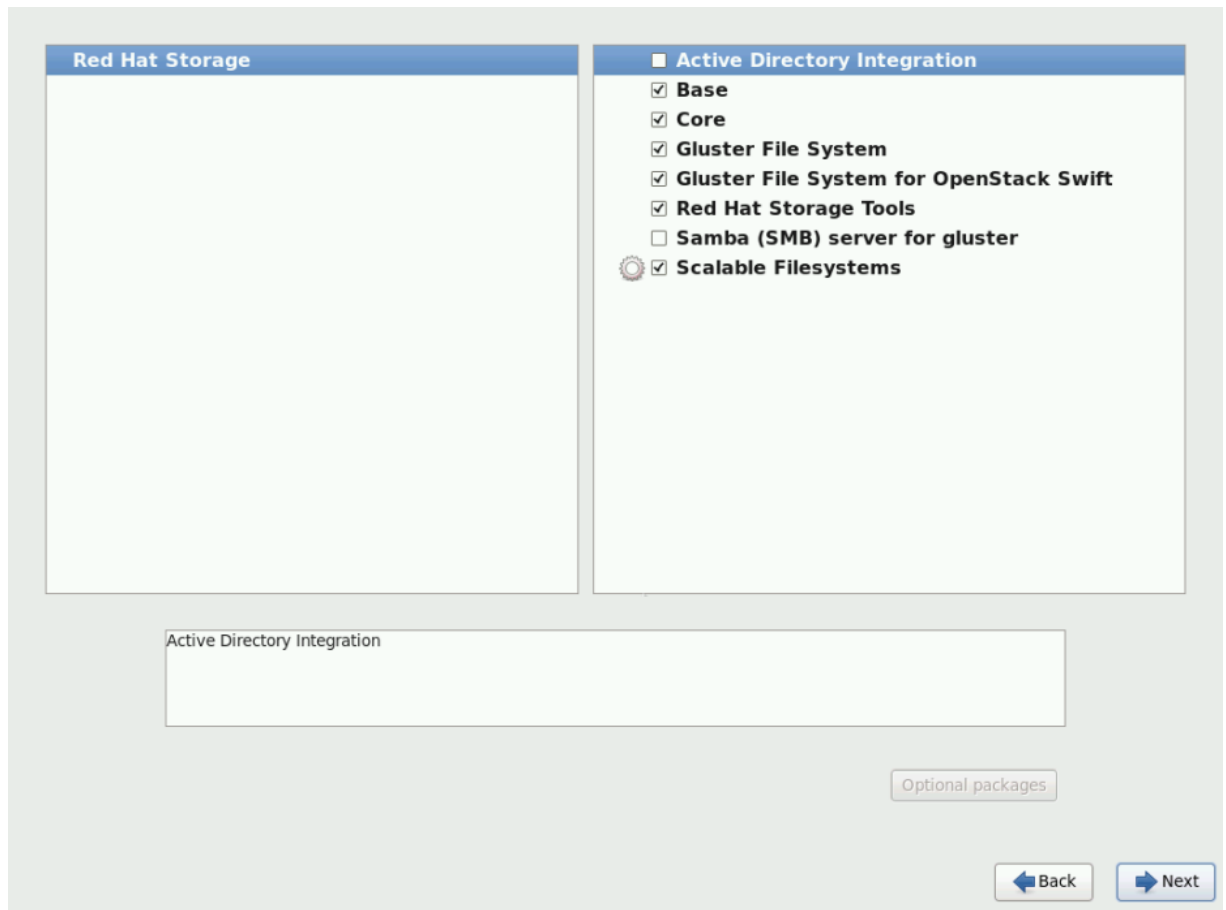 Red Hat Storage
Active Directory Integration
Base
Core
Gluster File System
Gluster File System for OpenStack Swift
Red Hat Storage Tools
Samba (SMB) server for gluster
Scalable Filesystems
Active Directory Integration
Optional packages
Back
Next